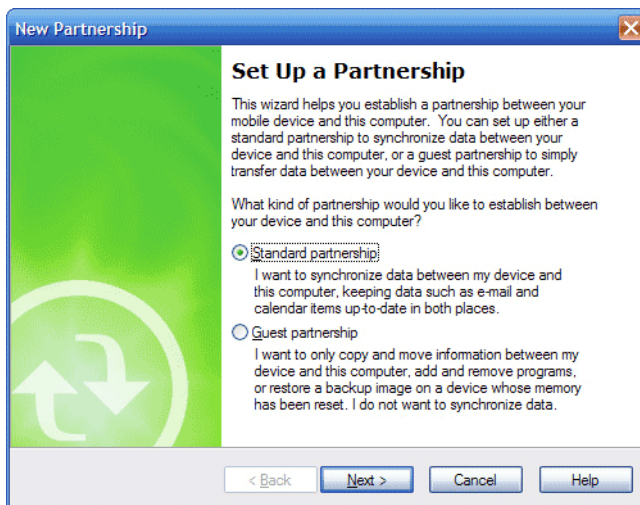 New Partnership
Set Up a Partnership
This wizard helps you establish a partnership between your
mobile device and this computer.  You can set up either a
standard partnership to synchronize data between your
device and this computer, or a guest partnership to simply
transfer data between your device and this computer.
What kind of partnership would you like to establish between
your device and this computer?
Standard partnership
I want to synchronize data between my device and
this computer, keeping data such as e-mail and
calendar items up-to-date in both places.
Guest partnership
I want to only copy and move information between my
device and this computer, add and remove programs,
or restore a backup image on a device whose memory
has been reset. I do not want to synchronize data.
< Back Next > Cancel Help